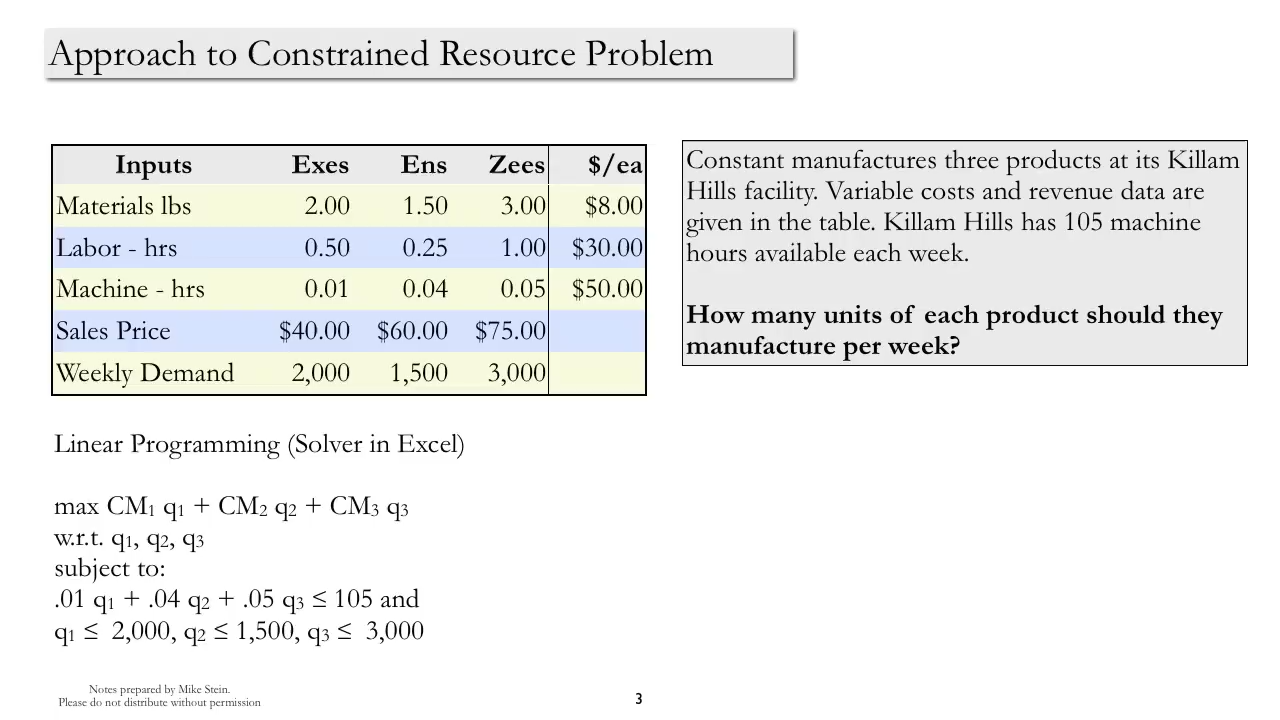 Approach to Constrained Resource Problem
Inputs Exes Ens Zees $/ea
Materials lbs 2.00 1.50 3.00 $8.00
Labor - hrs 0.50 0.25 1.00 $30.00
Machine - hrs 0.01 0.04 0.05 $50.00
Sales Price $40.00 $60.00 $75.00
Weekly Demand 2,000 1,500 3,000
Constant manufactures three products at its Killam
Hills facility. Variable costs and revenue data are
given in the table. Killam Hills has 105 machine
hours available each week.
How many units of each product should they
manufacture per week?
Linear Programming (Solver in Excel)
max CM₁ q₁ + CM₂ q₂ + CM₃ q₃
w.r.t. q₁, q₂, q₃
subject to:
.01 q₁ + .04 q₂ + .05 q₃ ≤ 105 and
q₁ ≤ 2,000, q₂ ≤ 1,500, q₃ ≤ 3,000
Notes prepared by Mike Stein.
Please do not distribute without permission
3